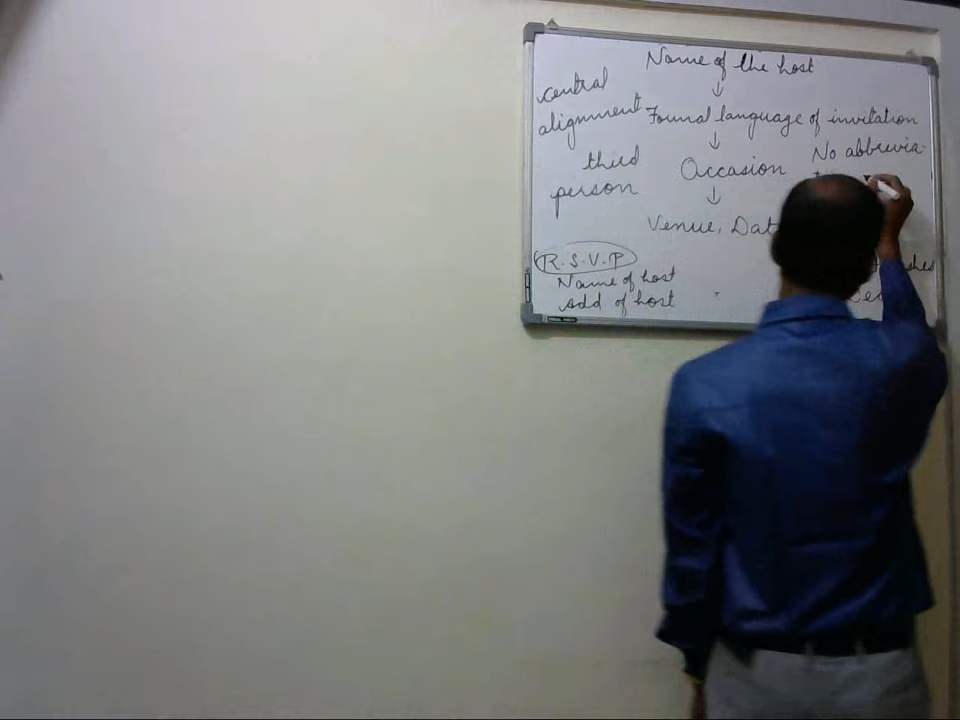 Name of the host
↓
central
alignment
Formal language of invitation
↓
third
person
Occasion
No abbrevia-
↓
Venue, Dat
R.S.V.P
Name of host
Add of host